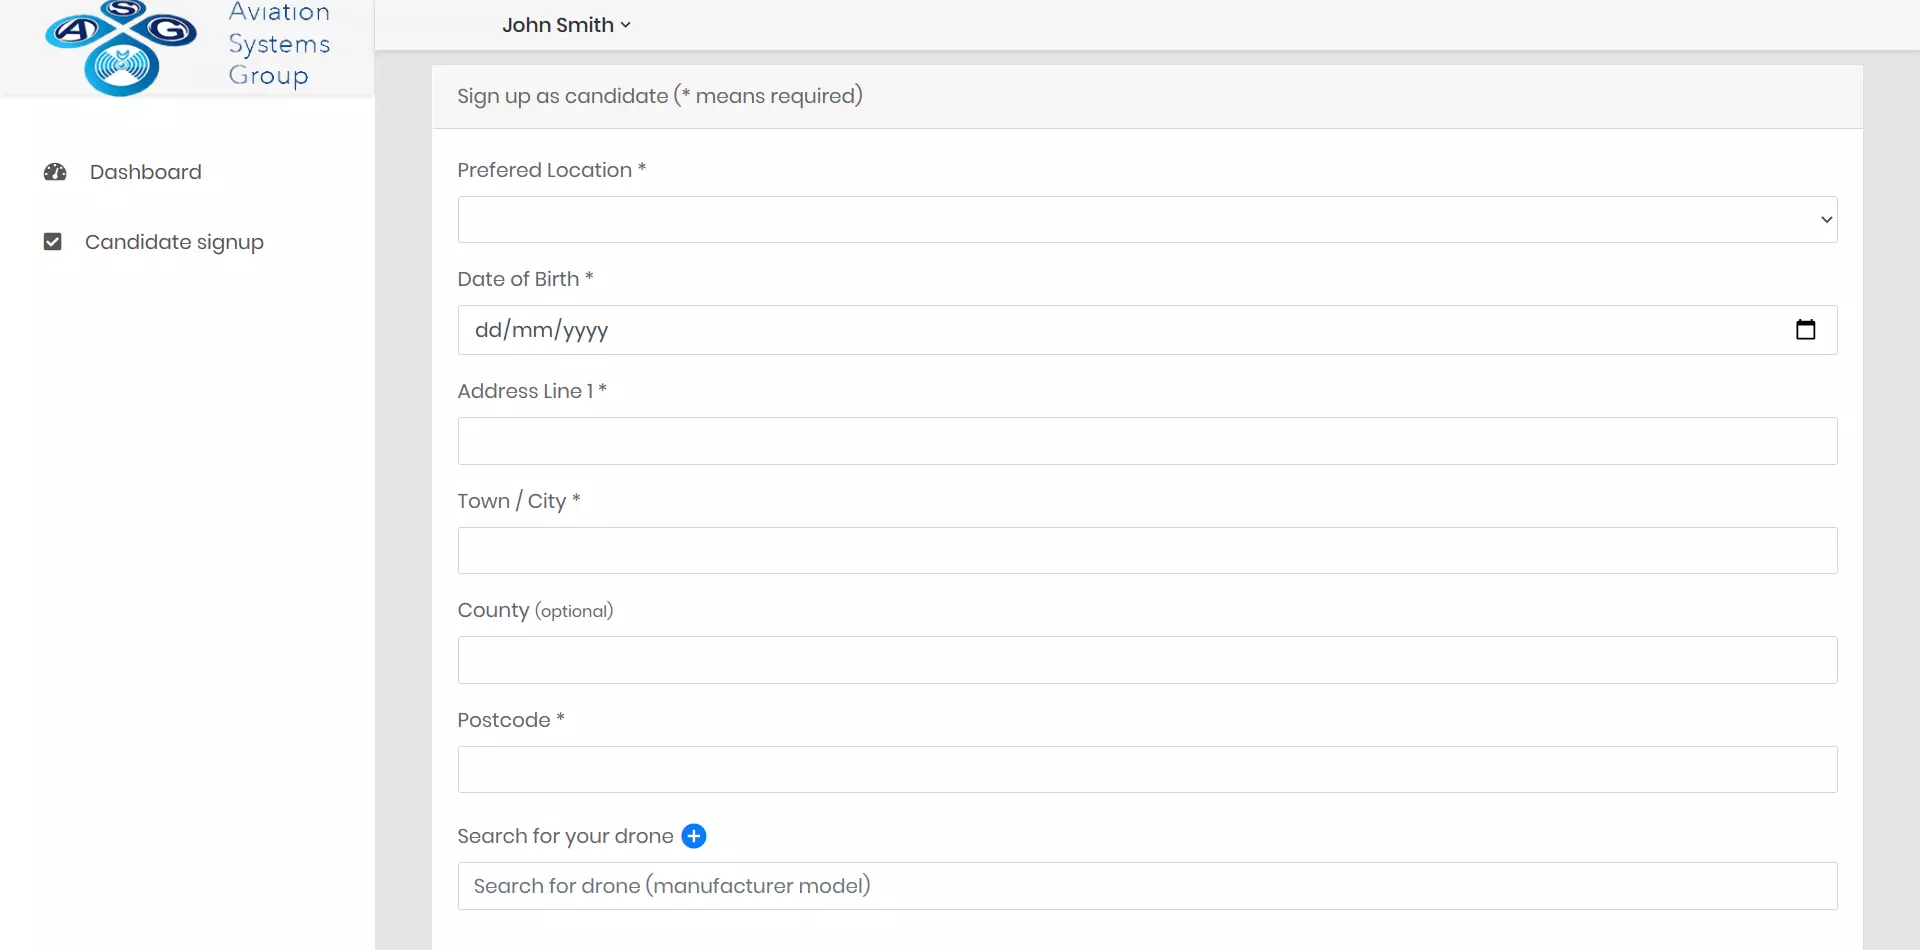 ASG
Aviation
Systems
Group
John Smith
Dashboard
Candidate signup
Sign up as candidate (* means required)
Prefered Location *
Date of Birth *
dd/mm/yyyy
Address Line 1 *
Town / City *
County (optional)
Postcode *
Search for your drone
Search for drone (manufacturer model)